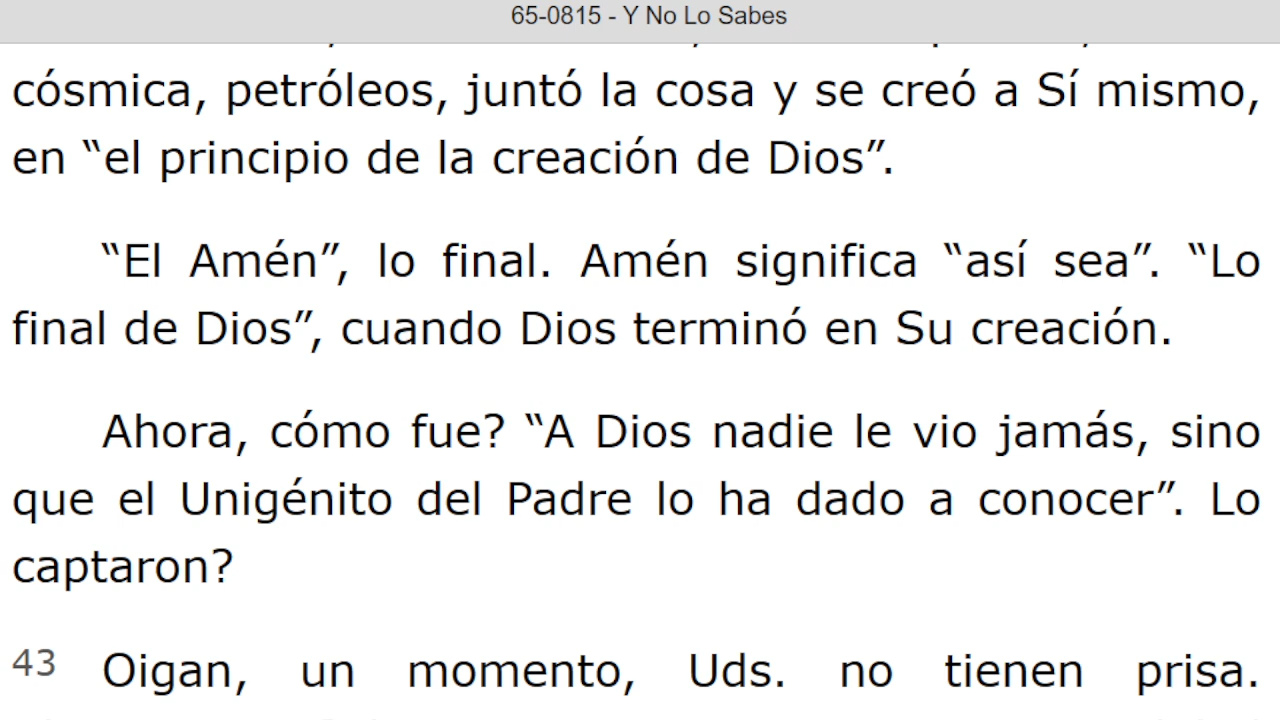 65-0815 - Y No Lo Sabes
cósmica, petróleos, juntó la cosa y se creó a Sí mismo,
en “el principio de la creación de Dios”.
“El Amén”, lo final. Amén significa “así sea”. “Lo
final de Dios”, cuando Dios terminó en Su creación.
Ahora, cómo fue? “A Dios nadie le vio jamás, sino
que el Unigénito del Padre lo ha dado a conocer”. Lo
captaron?
43 Oigan, un momento, Uds. no tienen prisa.